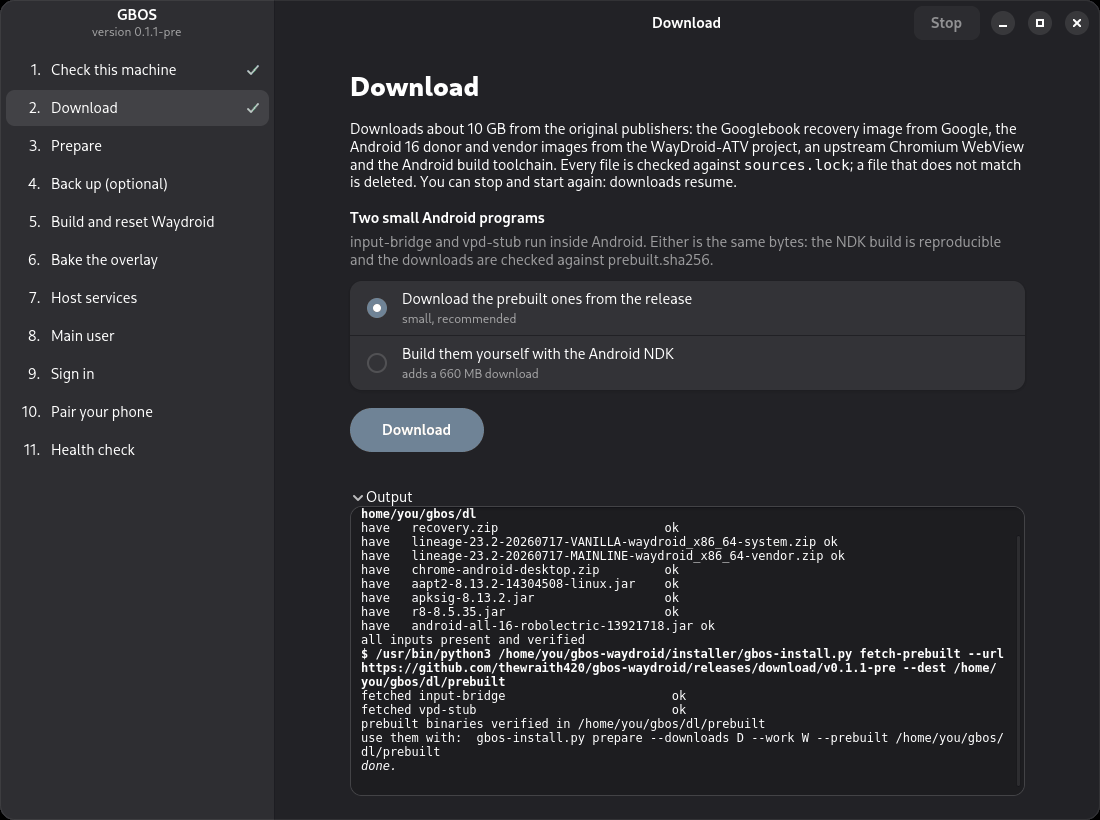 GBOS
version 0.1.1-pre
Download
Stop
1. Check this machine
2. Download
3. Prepare
4. Back up (optional)
5. Build and reset Waydroid
6. Bake the overlay
7. Host services
8. Main user
9. Sign in
10. Pair your phone
11. Health check
Download
Downloads about 10 GB from the original publishers: the Googlebook recovery image from Google, the
Android 16 donor and vendor images from the WayDroid-ATV project, an upstream Chromium WebView
and the Android build toolchain. Every file is checked against sources.lock; a file that does not match
is deleted. You can stop and start again: downloads resume.
Two small Android programs
input-bridge and vpd-stub run inside Android. Either is the same bytes: the NDK build is reproducible
and the downloads are checked against prebuilt.sha256.
Download the prebuilt ones from the release
small, recommended
Build them yourself with the Android NDK
adds a 660 MB download
Download
Output
home/you/gbos/dl
have recovery.zip ok
have lineage-23.2-20260717-VANILLA-waydroid_x86_64-system.zip ok
have lineage-23.2-20260717-MAINLINE-waydroid_x86_64-vendor.zip ok
have chrome-android-desktop.zip ok
have aapt2-8.13.2-14304508-linux.jar ok
have apksig-8.13.2.jar ok
have r8-8.5.35.jar ok
have android-all-16-robolectric-13921718.jar ok
all inputs present and verified
$ /usr/bin/python3 /home/you/gbos-waydroid/installer/gbos-install.py fetch-prebuilt --url
https://github.com/thewraith420/gbos-waydroid/releases/download/v0.1.1-pre --dest /home/
you/gbos/dl/prebuilt
fetched input-bridge ok
fetched vpd-stub ok
prebuilt binaries verified in /home/you/gbos/dl/prebuilt
use them with: gbos-install.py prepare --downloads D --work W --prebuilt /home/you/gbos/
dl/prebuilt
done.